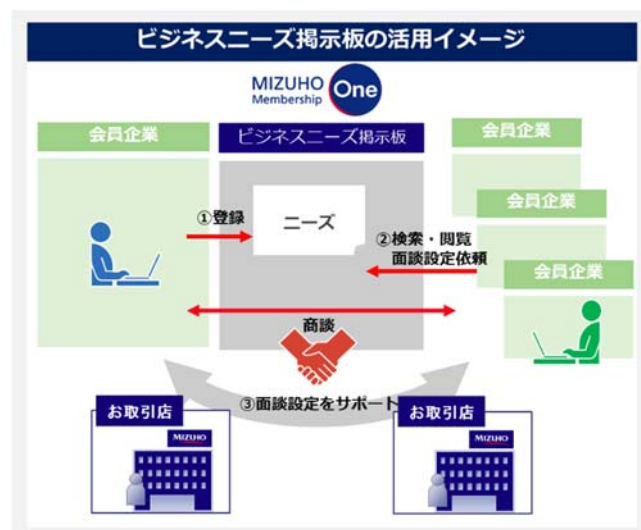 ビジネスニーズ掲示板の活用イメージ
MIZUHO
Membership
One
会員企業
ビジネスニーズ掲示板
会員企業
会員企業
会員企業
①登録
ニーズ
②検索・閲覧
面談設定依頼
商談
③面談設定をサポート
お取引店
MIZUHO
お取引店
MIZUHO